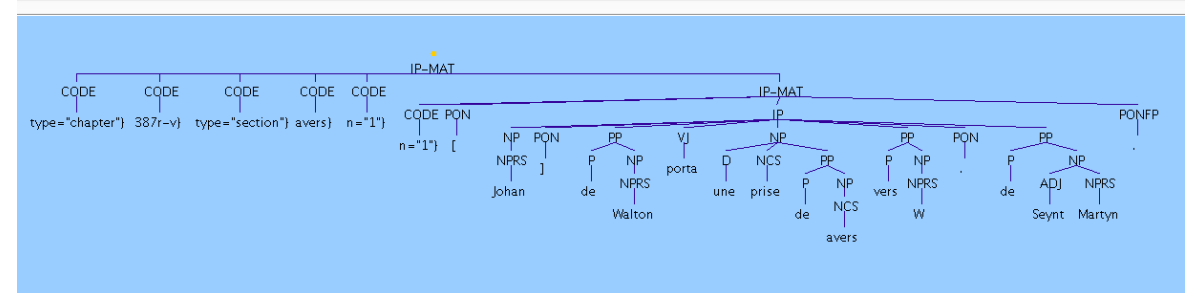 IP-MAT
CODE CODE CODE CODE CODE IP-MAT
type="chapter"} 387r-v} type="section"} avers} n="1"} CODE PON IP PONFP
n="1"} [ NP PON PP VJ NP PP PON PP .
NPRS ] P NP porta D NCS PP P NP . P NP
Johan de NPRS une prise P NP vers NPRS de ADJ NPRS
Walton de NCS W Seynt Martyn
avers